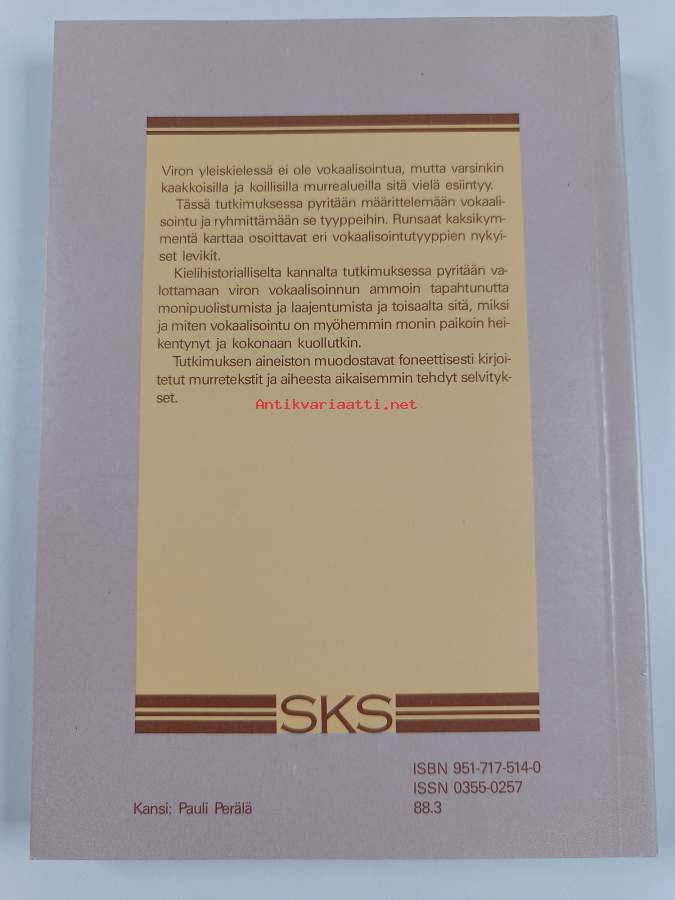 Viron yleiskielessä ei ole vokaalisointua, mutta varsinkin
kaakkoisilla ja koillisilla murrealueilla sitä vielä esiintyy.
Tässä tutkimuksessa pyritään määrittelemään vokaali-
sointu ja ryhmittämään se tyyppeihin. Runsaat kaksikym-
mentä karttaa osoittavat eri vokaalisointutyyppien nykyi-
set levikit.
Kielihistorialliselta kannalta tutkimuksessa pyritään va-
lottamaan viron vokaalisoinnun ammoin tapahtunutta
monipuolistumista ja laajentumista ja toisaalta sitä, miksi
ja miten vokaalisointu on myöhemmin monin paikoin hei-
kentynyt ja kokonaan kuollutkin.
Tutkimuksen aineiston muodostavat foneettisesti kirjoi-
tetut murretekstit ja aiheesta aikaisemmin tehdyt selvityk-
set.
Antikvariaatti.net
SKS
ISBN 951-717-514-0
ISSN 0355-0257
Kansi: Pauli Perälä 88.3